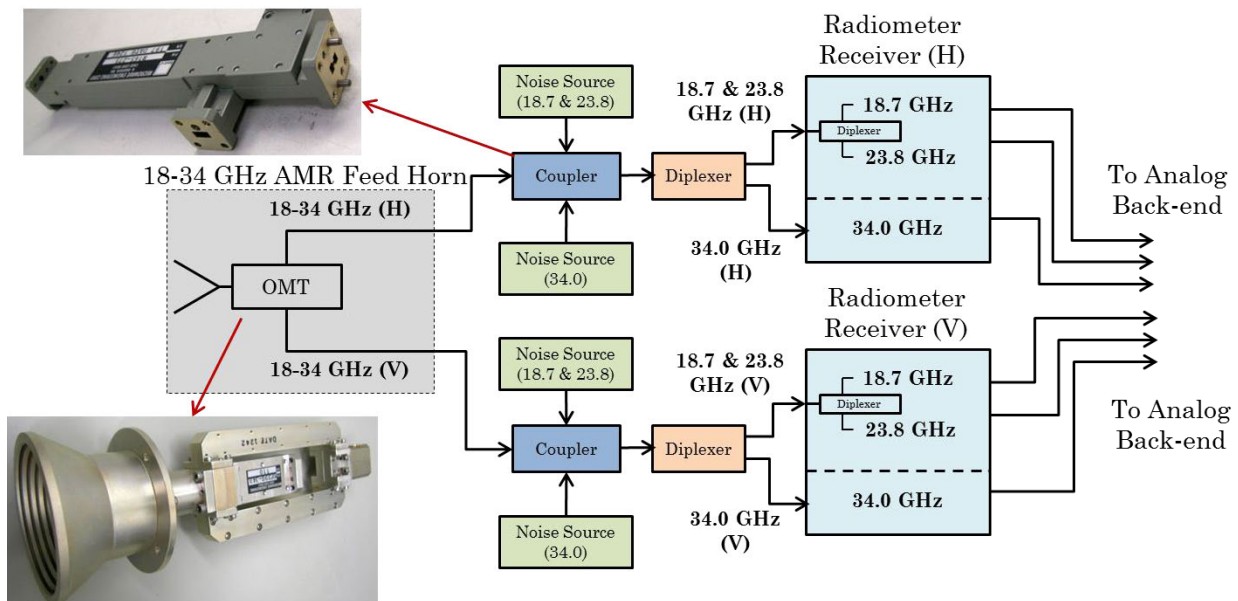 Radiometer
Receiver (H)
Noise Source
(18.7 & 23.8)
18.7 & 23.8
GHz (H)
18.7 GHz
Diplexer
23.8 GHz
18-34 GHz AMR Feed Horn
Coupler
Diplexer
To Analog
Back-end
18-34 GHz (H)
34.0 GHz
Noise Source
(34.0)
34.0 GHz
(H)
OMT
Radiometer
Receiver (V)
18-34 GHz (V)
Noise Source
(18.7 & 23.8)
18.7 & 23.8
GHz (V)
18.7 GHz
Diplexer
23.8 GHz
To Analog
Back-end
Coupler
Diplexer
DATE 1242
34.0 GHz
Noise Source
(34.0)
34.0 GHz
(V)